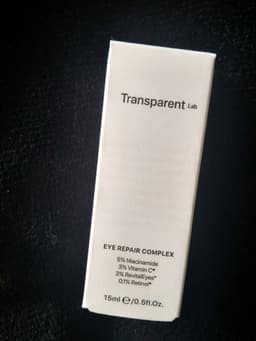 Transparent Lab
EYE REPAIR COMPLEX
5% Niacinamide
3% Vitamin C*
3% RevitalEyes*
0,1% Retinol*
15ml ℮/0.5fl.Oz.